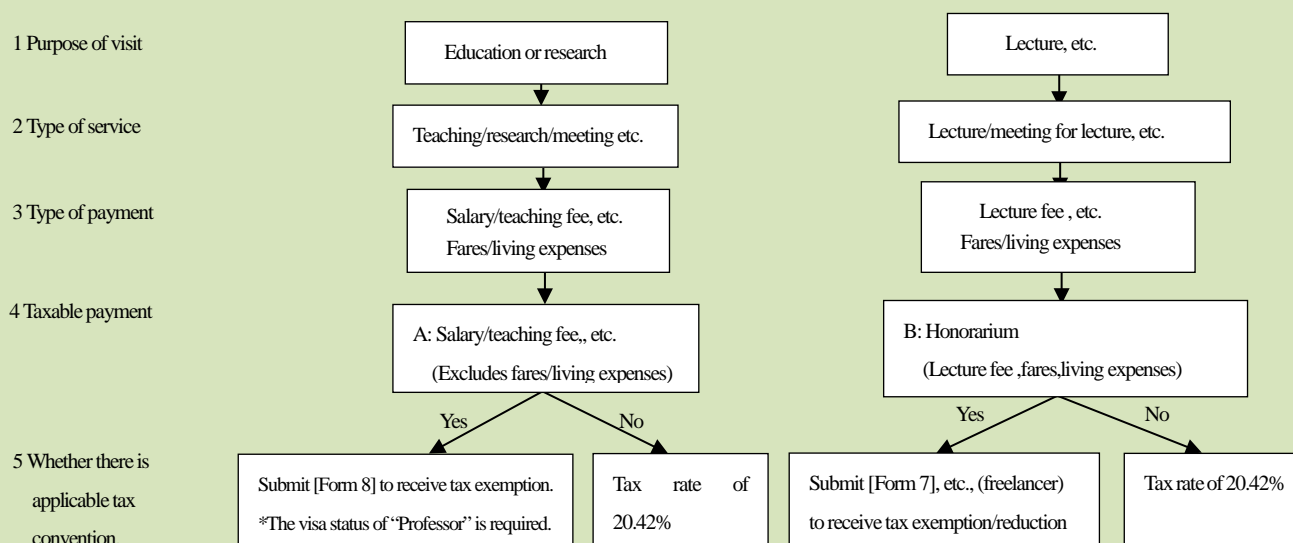 1 Purpose of visit
Education or research
Lecture, etc.
2 Type of service
Teaching/research/meeting etc.
Lecture/meeting for lecture, etc.
3 Type of payment
Salary/teaching fee, etc.
Fares/living expenses
Lecture fee , etc.
Fares/living expenses
4 Taxable payment
A: Salary/teaching fee,, etc.
(Excludes fares/living expenses)
B: Honorarium
(Lecture fee ,fares,living expenses)
Yes
No
Yes
No
5 Whether there is
applicable tax
convention
Submit [Form 8] to receive tax exemption.
*The visa status of “Professor” is required.
Tax rate of
20.42%
Submit [Form 7], etc., (freelancer)
to receive tax exemption/reduction
Tax rate of 20.42%